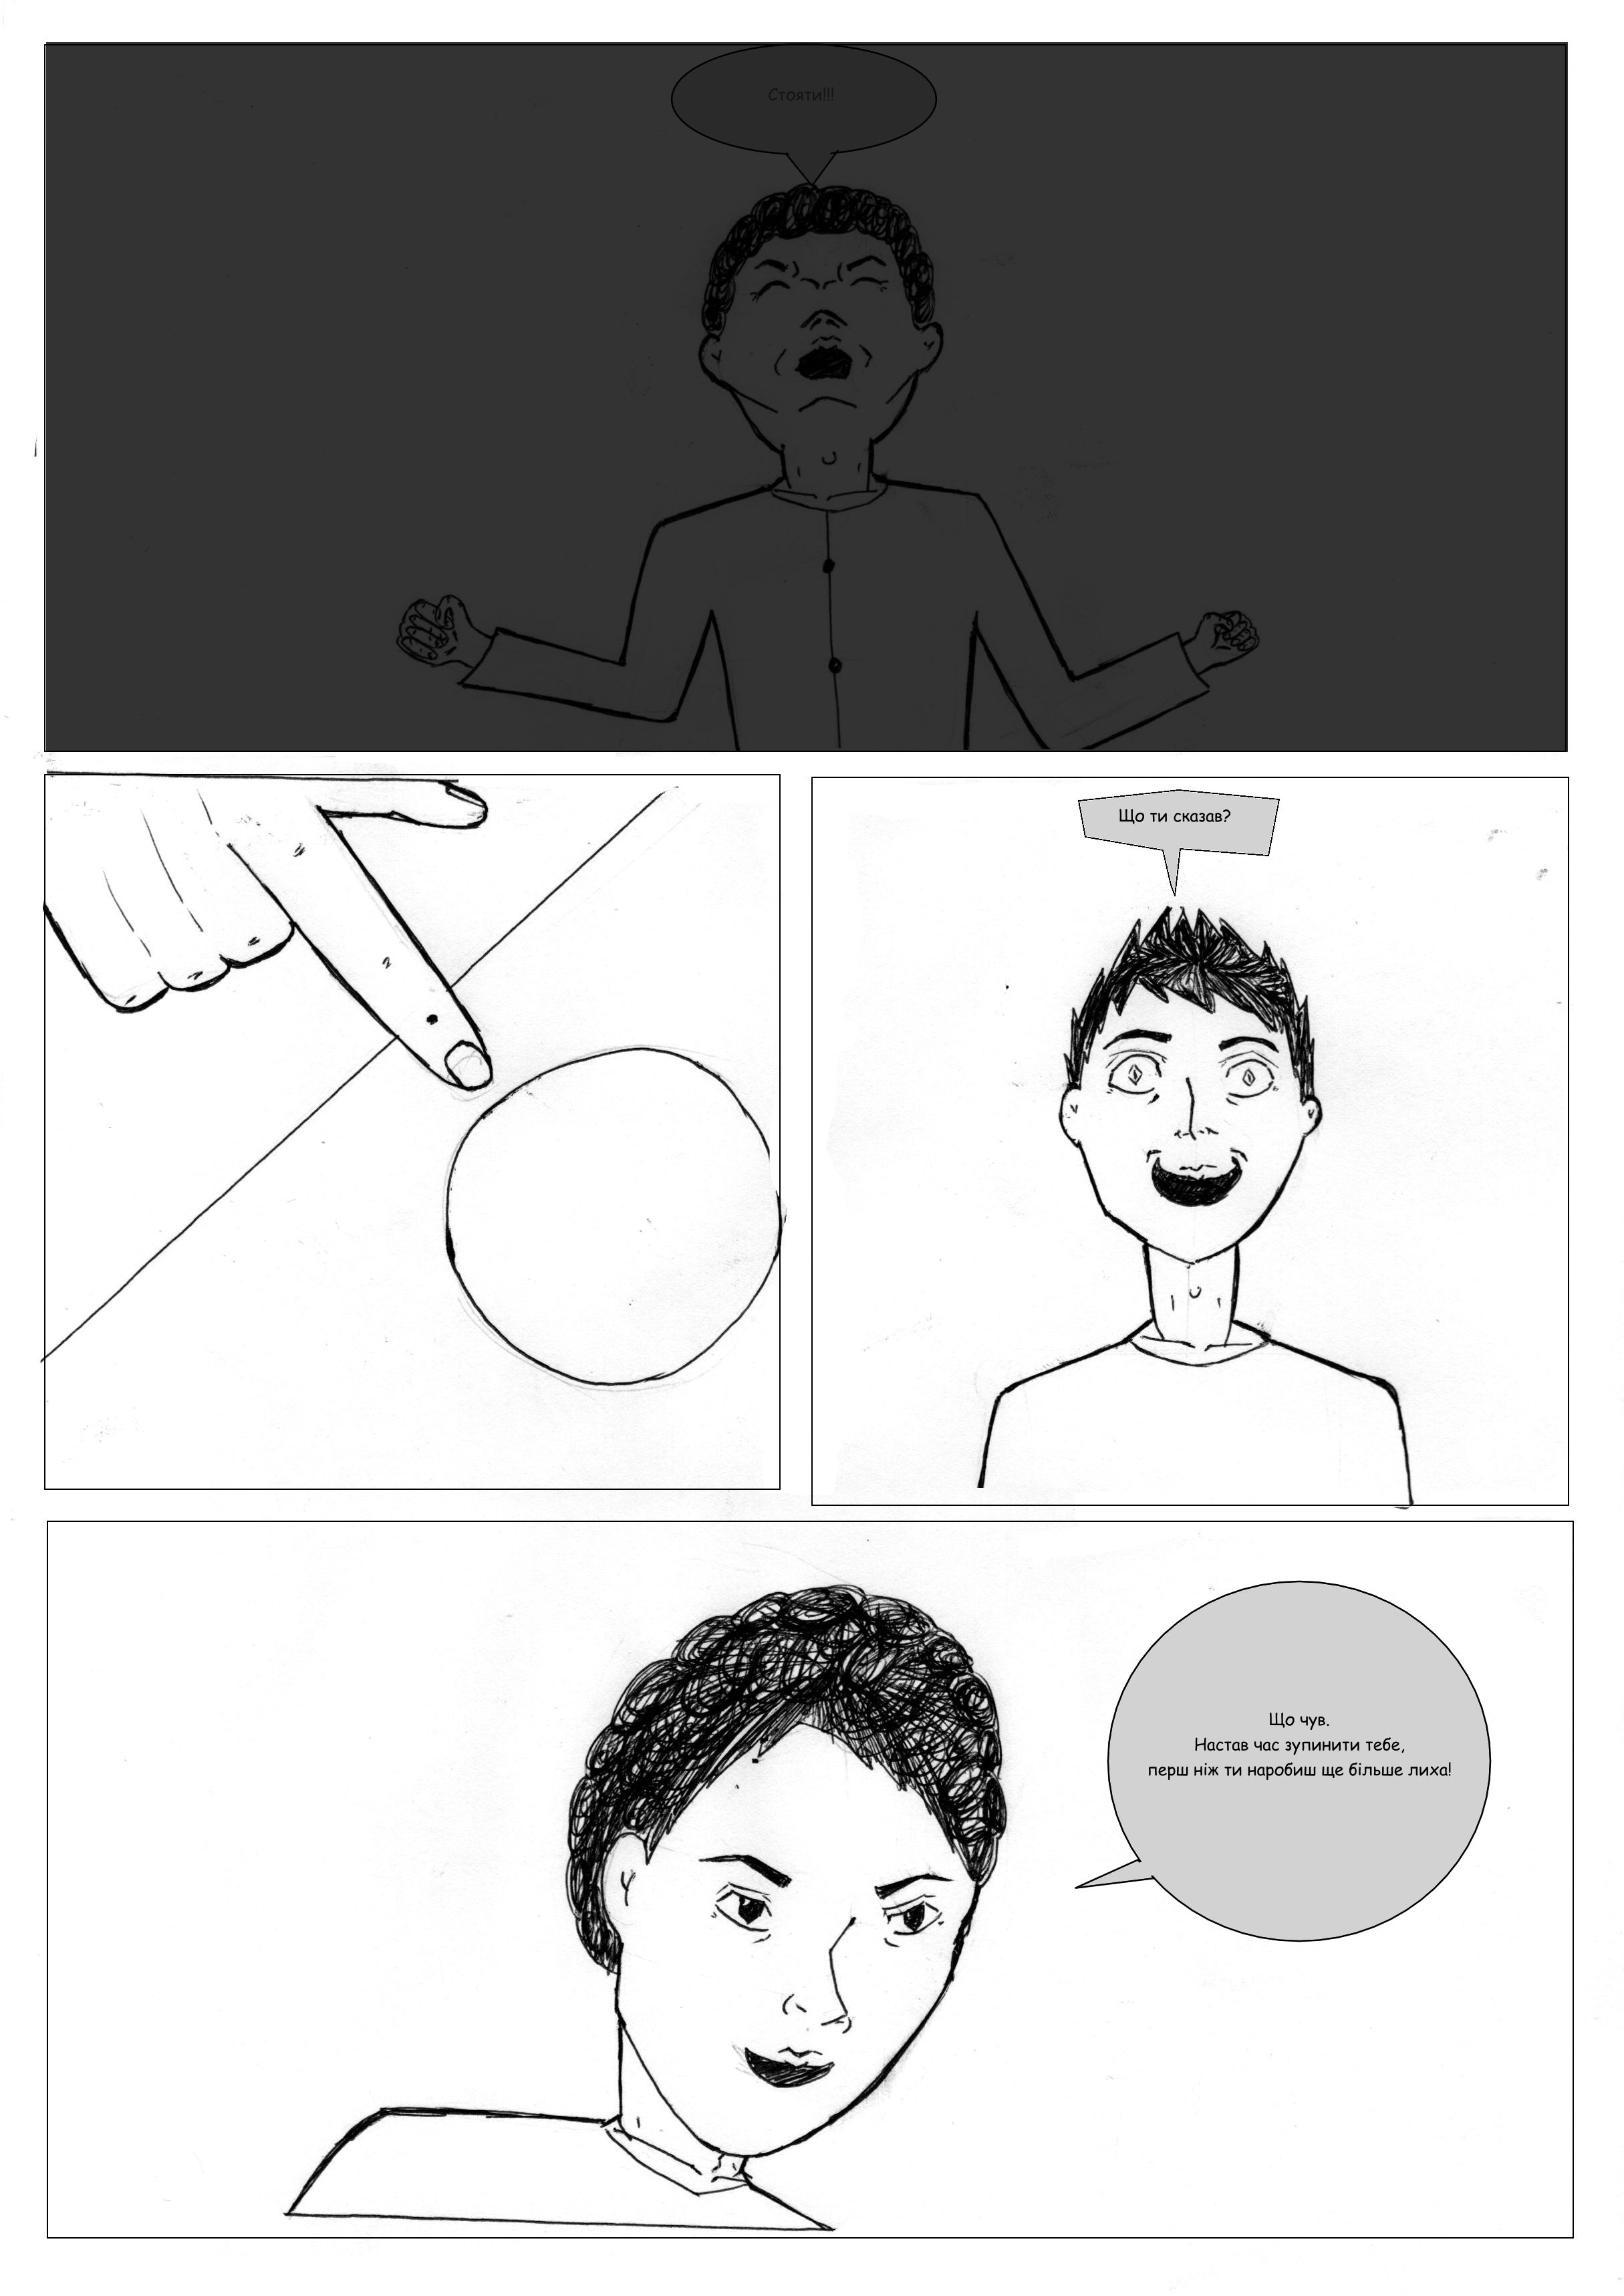 Стояти!!!
Що ти сказав?
Що чув.
Настав час зупинити тебе,
перш ніж ти наробиш ще більше лиха!